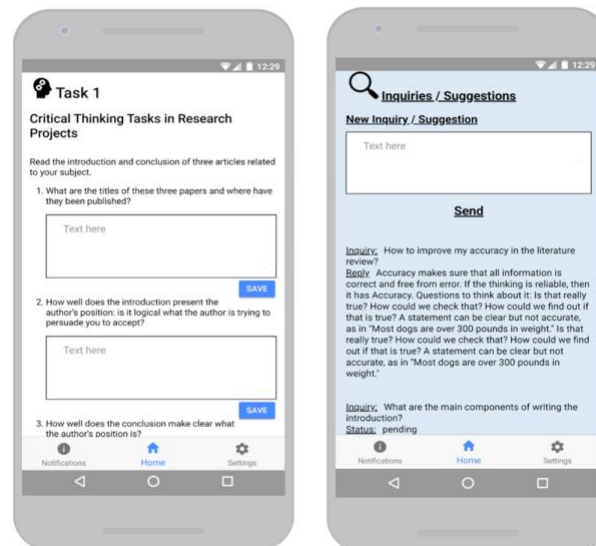 12:29
Task 1
Critical Thinking Tasks in Research
Projects
Read the introduction and conclusion of three articles related
to your subject.
1. What are the titles of these three papers and where have
they been published?
Text here
SAVE
2. How well does the introduction present the
author's position: is it logical what the author is trying to
persuade you to accept?
Text here
SAVE
3. How well does the conclusion make clear what
the author's position is?
Notifications
Home
Settings
12:29
Inquiries / Suggestions
New Inquiry / Suggestion
Text here
Send
Inquiry: How to improve my accuracy in the literature
review?
Reply Accuracy makes sure that all information is
correct and free from error. If the thinking is reliable, then
it has Accuracy. Questions to think about it: Is that really
true? How could we check that? How could we find out if
that is true? A statement can be clear but not accurate,
as in "Most dogs are over 300 pounds in weight." Is that
really true? How could we check that? How could we find
out if that is true? A statement can be clear but not
accurate, as in "Most dogs are over 300 pounds in
weight."
Inquiry: What are the main components of writing the
introduction?
Status: pending
Notifications
Home
Settings